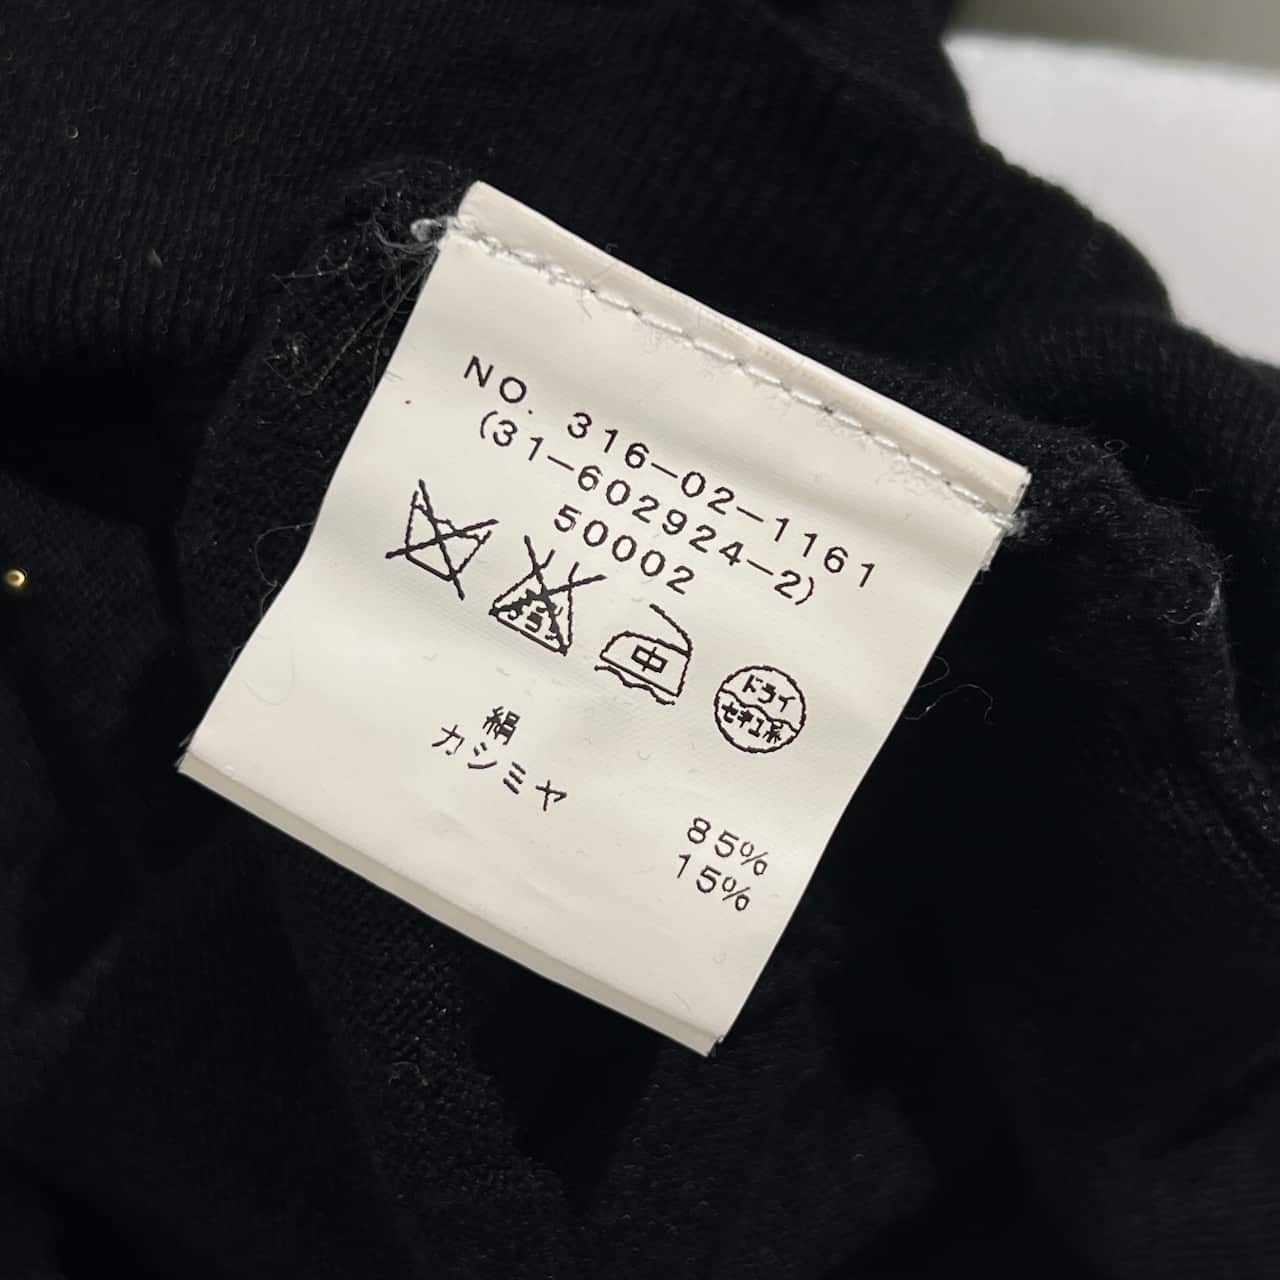 NO. 316-02-1161
(31-602924-2)
50002
中
ドライ
セキユ系
絹 85%
カシミヤ 15%